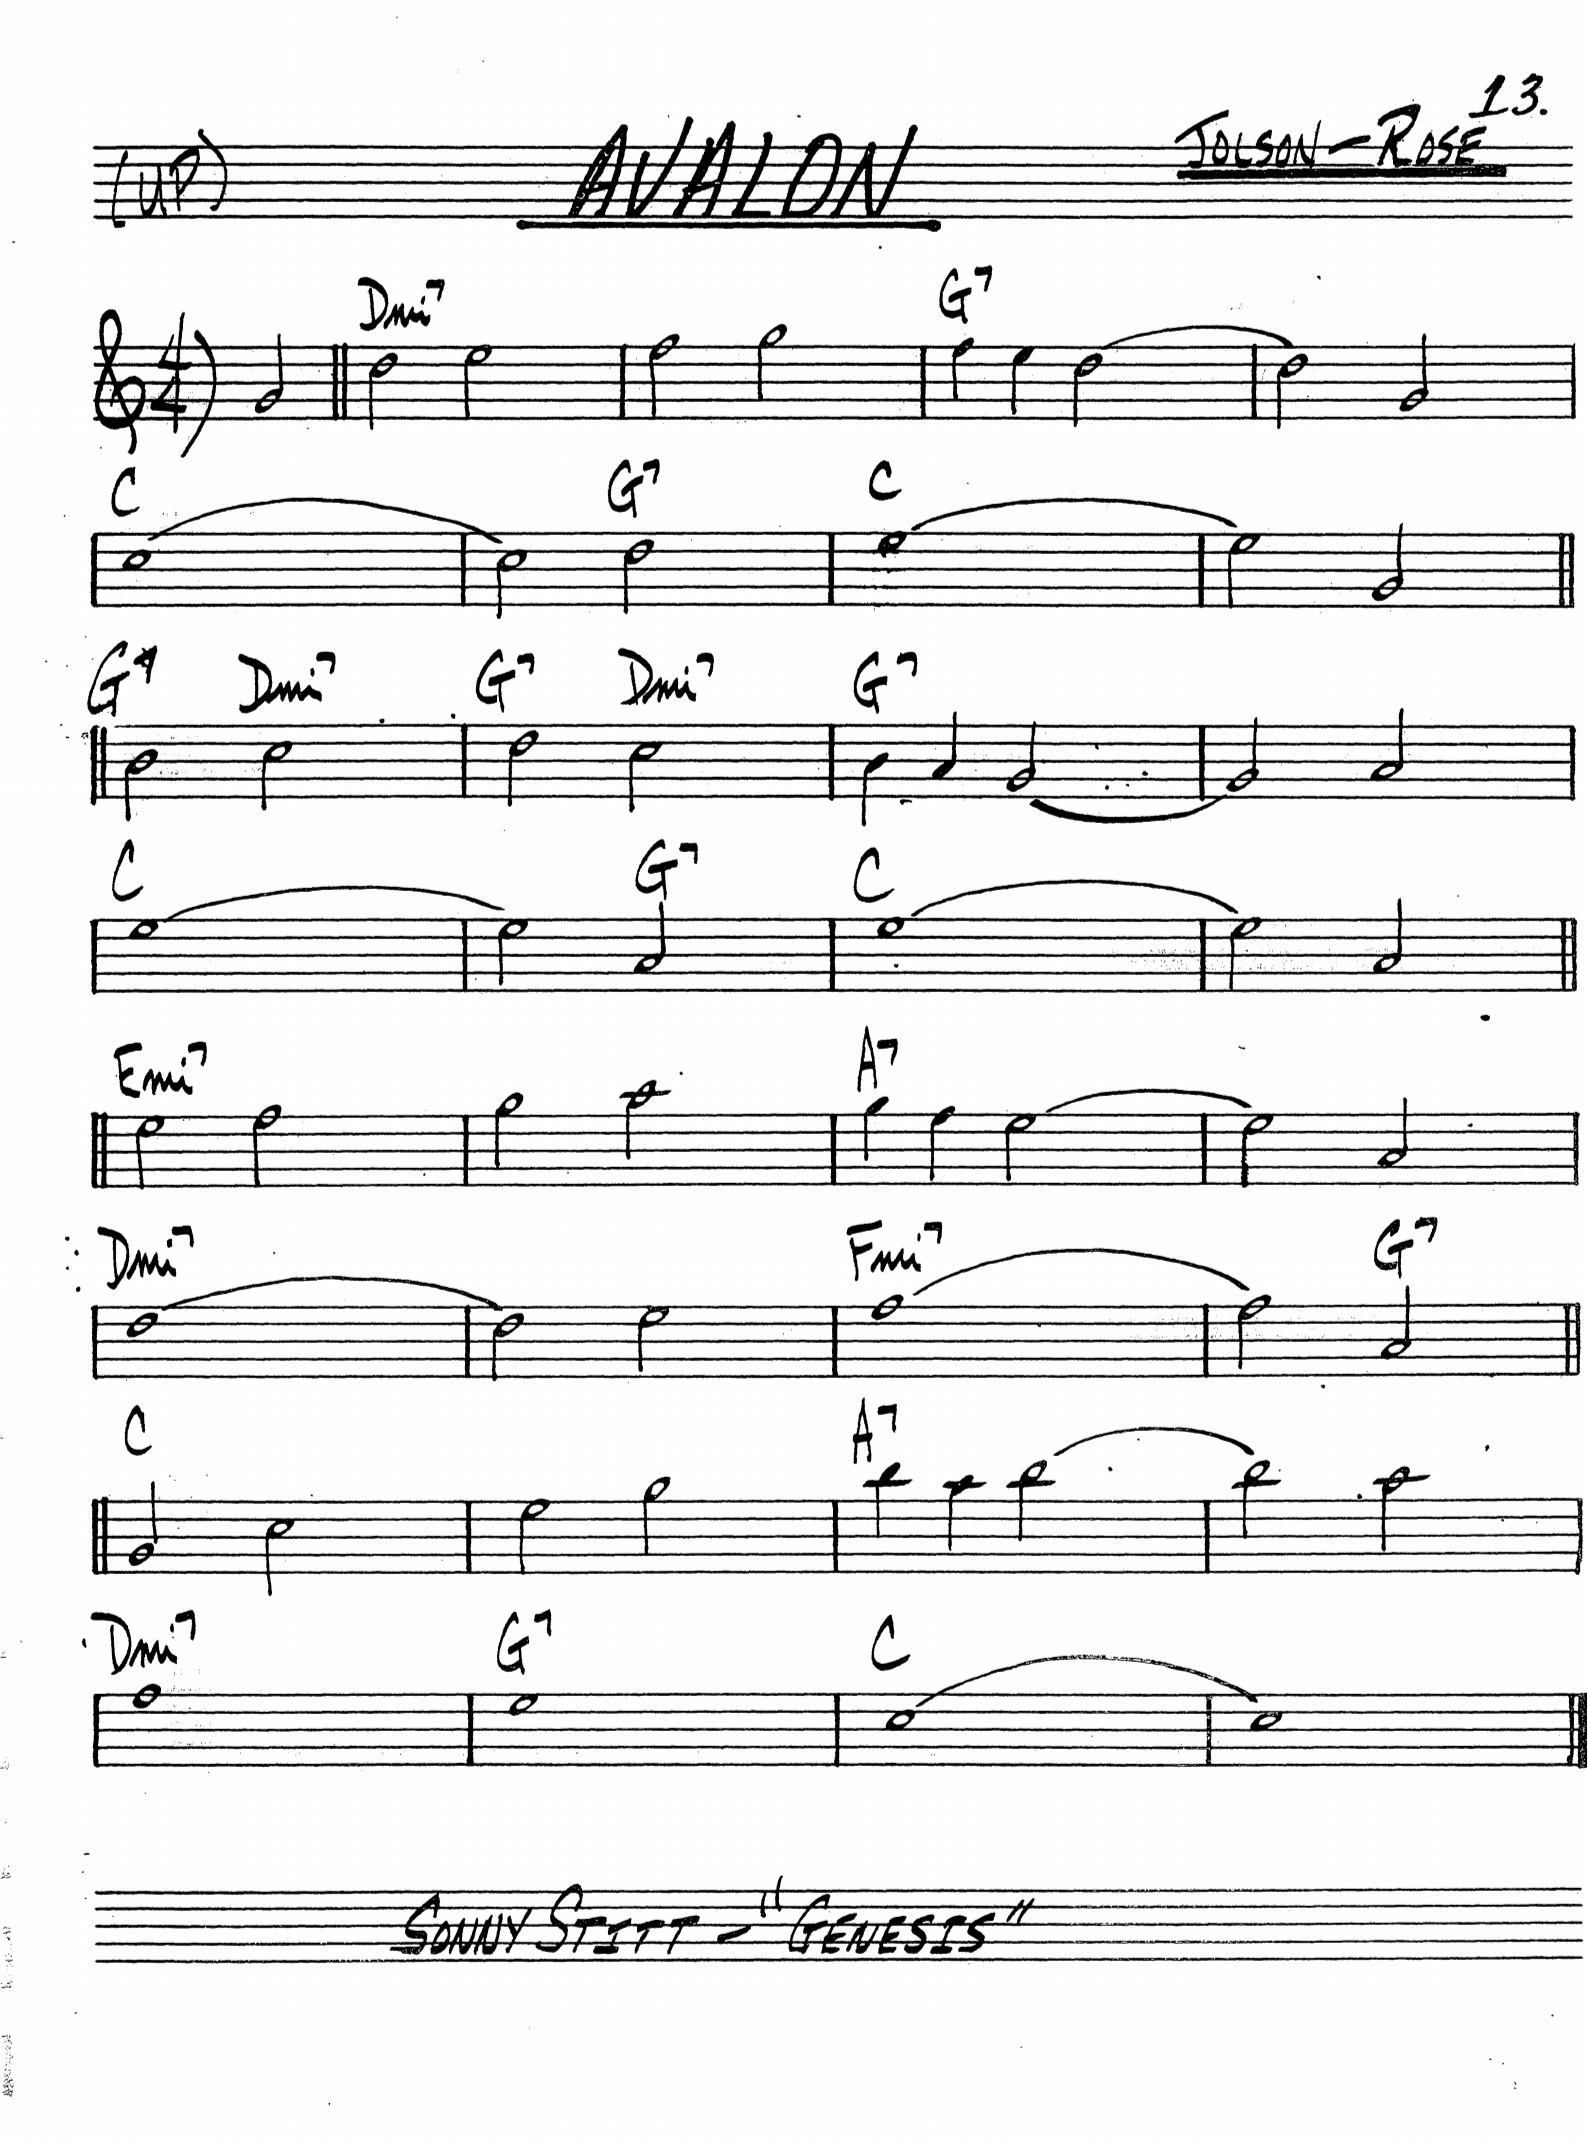 13.
(UP) AVALON JOLSON-ROSE
4/4 Dmi7 G7
C G7 C
G7 Dmi7 G7 Dmi7 G7
C G7 C
Emi7 A7
Dmi7 Fmi7 G7
C A7
Dmi7 G7 C
SONNY STITT - "GENESIS"